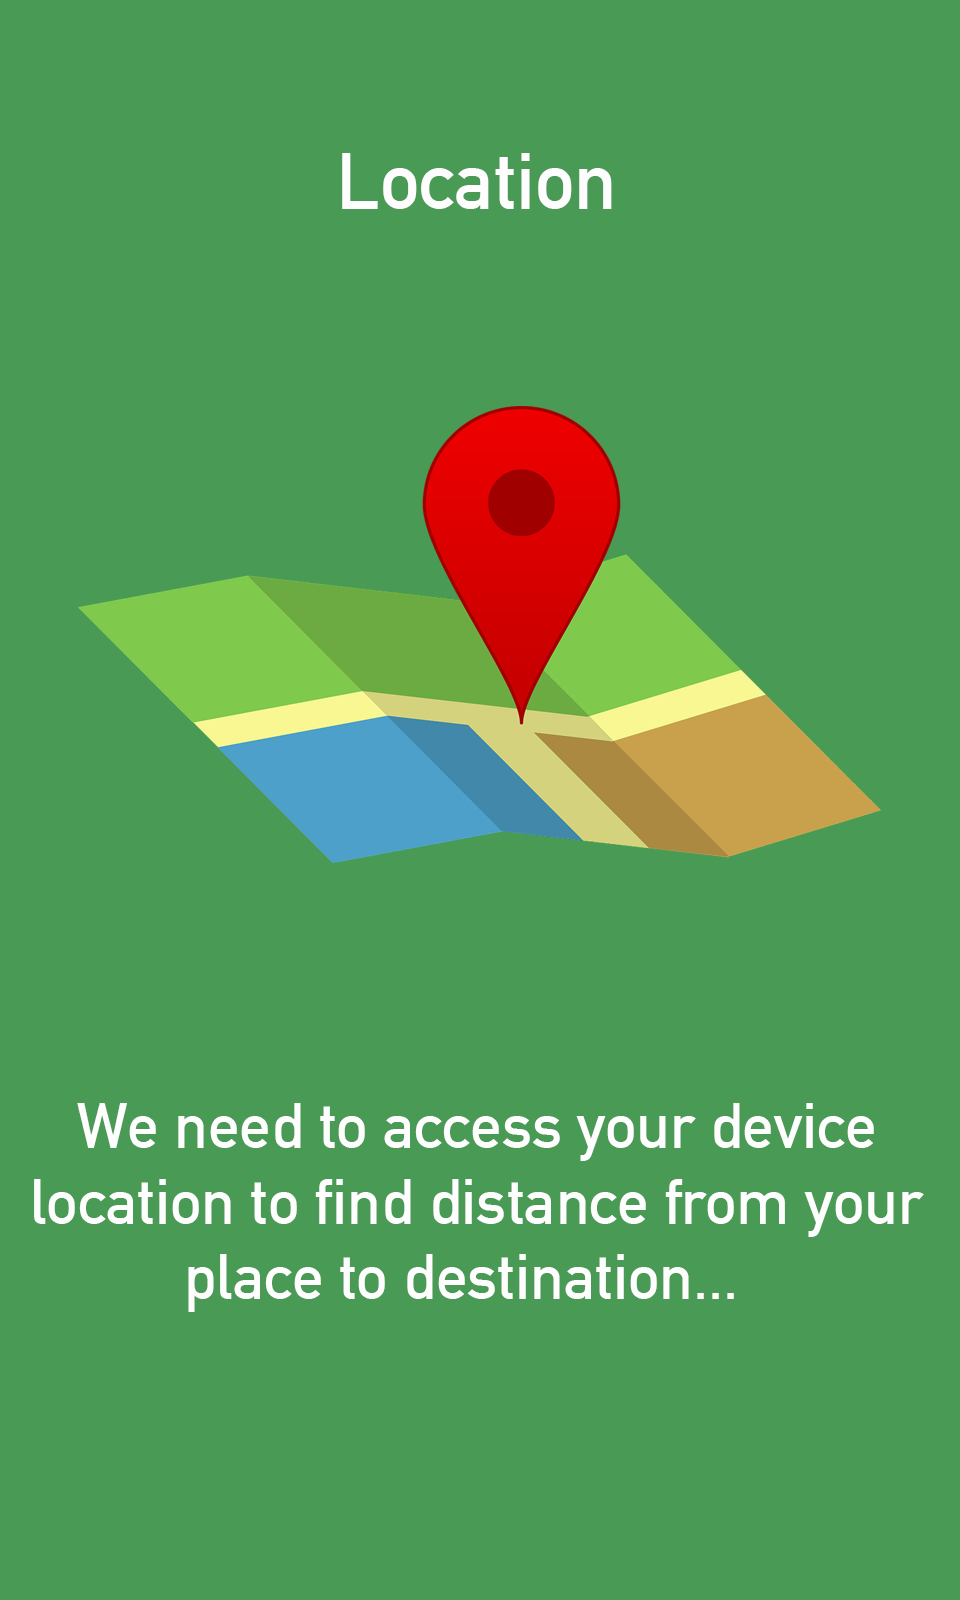 Location
We need to access your device
location to find distance from your
place to destination...